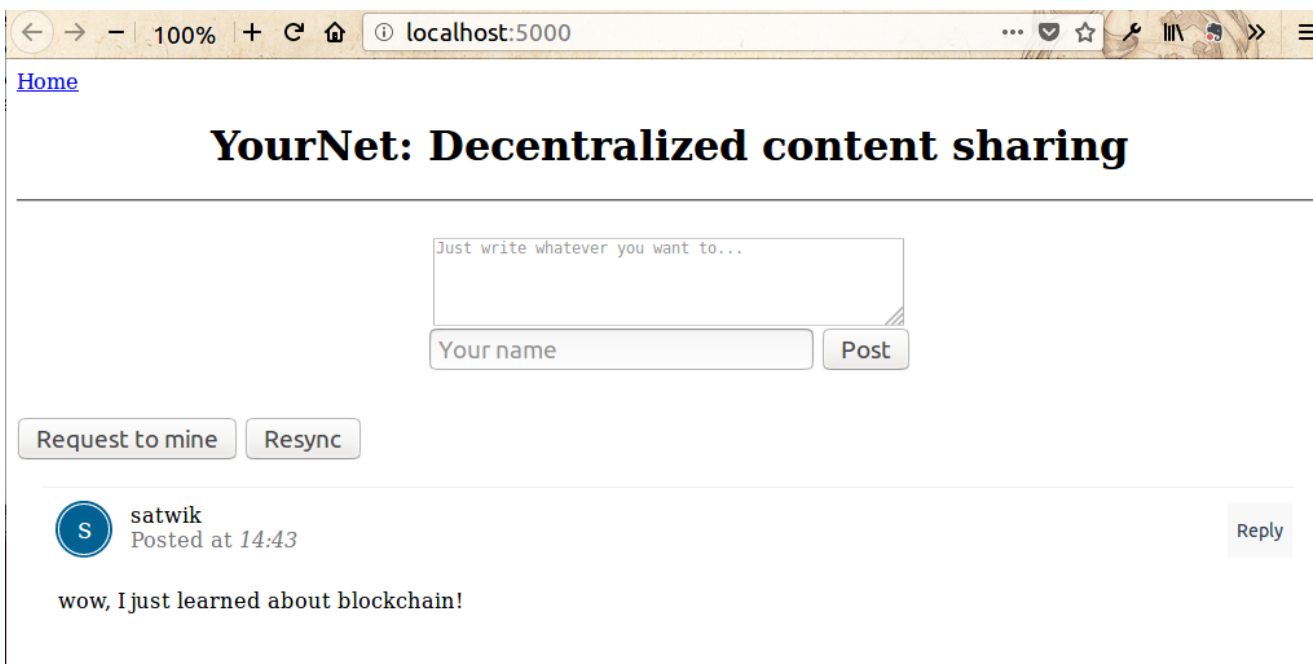 100%
localhost:5000
Home
YourNet: Decentralized content sharing
Just write whatever you want to...
Your name
Post
Request to mine Resync
S
satwik
Posted at 14:43
Reply
wow, I just learned about blockchain!